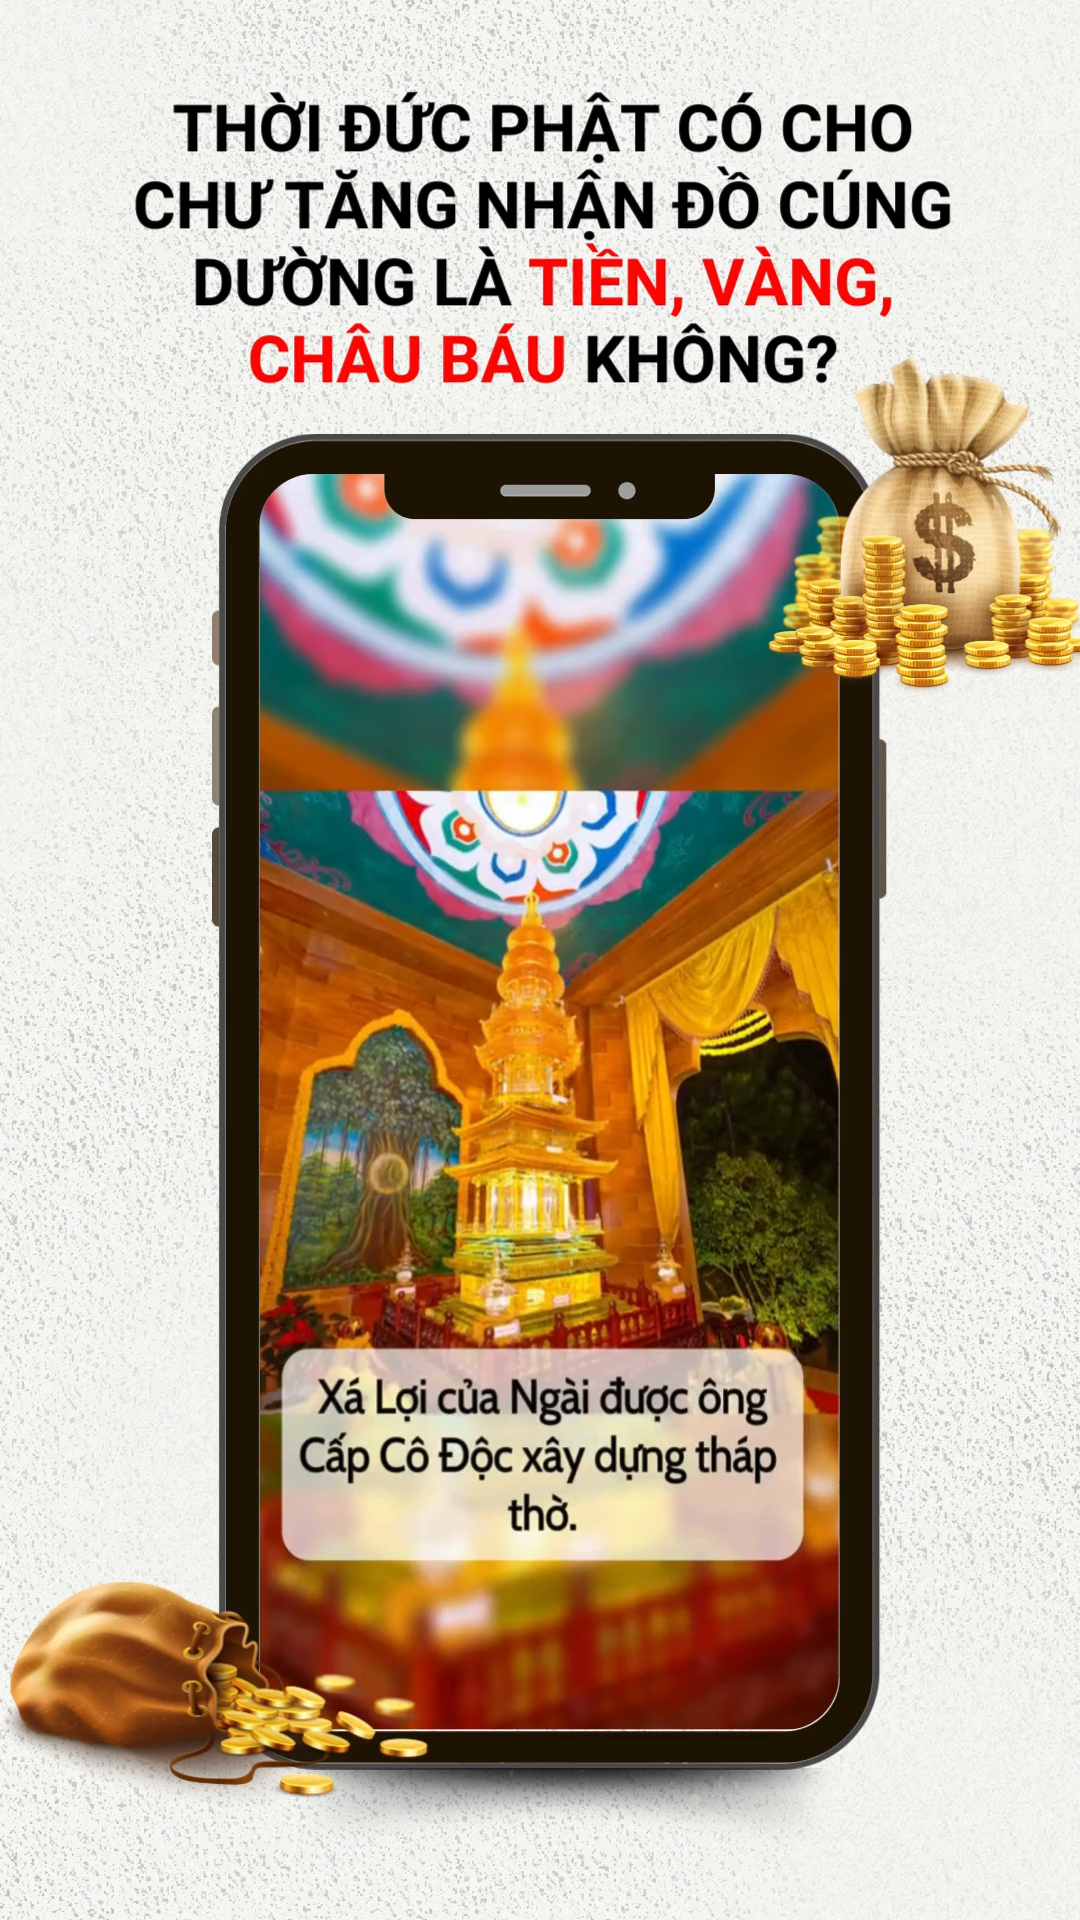 THỜI ĐỨC PHẬT CÓ CHO
CHƯ TĂNG NHẬN ĐỒ CÚNG
DƯỜNG LÀ TIỀN, VÀNG,
CHÂU BÁU KHÔNG?
$
Xá Lợi của Ngài được ông
Cấp Cô Độc xây dựng tháp
thờ.